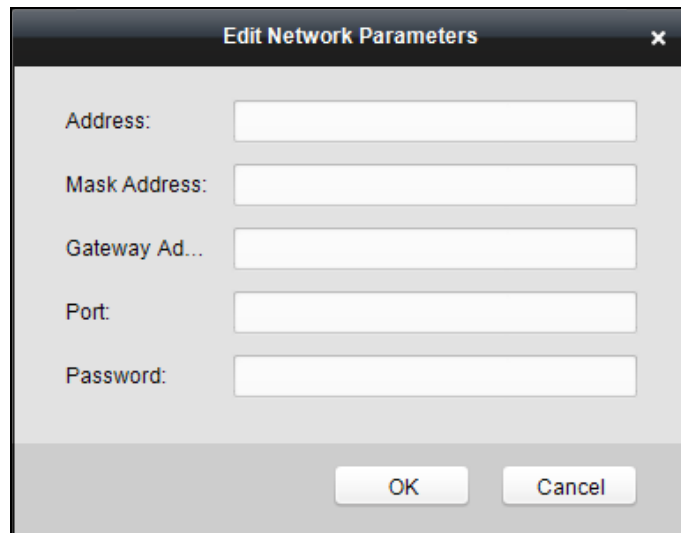 Edit Network Parameters ×
Address:
Mask Address:
Gateway Ad...
Port:
Password:
OK Cancel